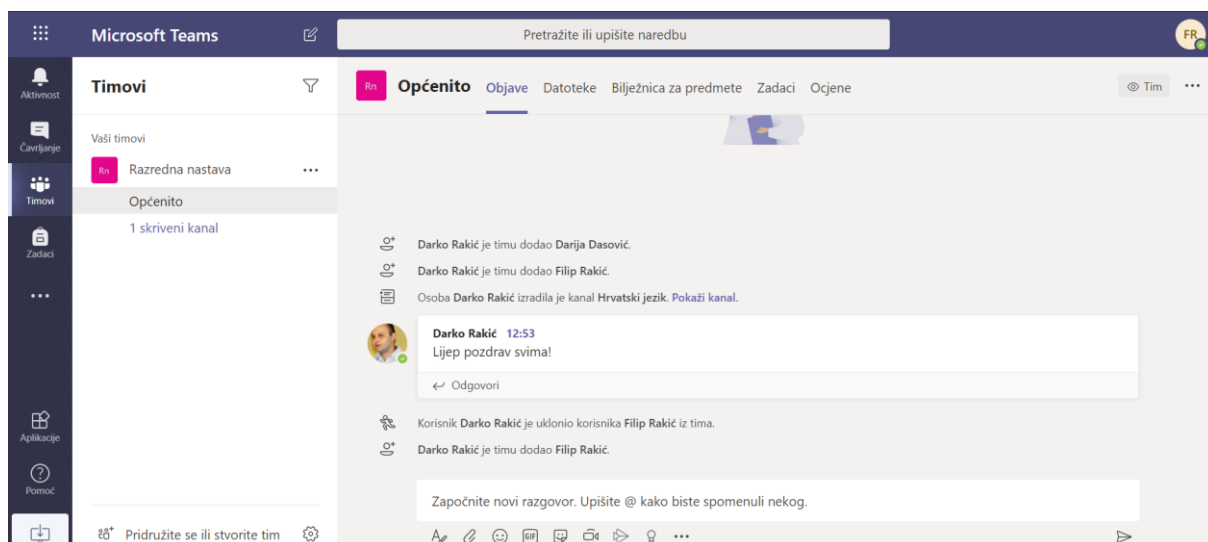 Microsoft Teams
Pretražite ili upišite naredbu
FR
Aktivnost
Čavrljanje
Timovi
Zadaci
Aplikacije
Pomoć
Timovi
Vaši timovi
Rn Razredna nastava
Općenito
1 skriveni kanal
Pridružite se ili stvorite tim
Rn Općenito Objave Datoteke Bilježnica za predmete Zadaci Ocjene
Tim
Darko Rakić je timu dodao Darija Dasović.
Darko Rakić je timu dodao Filip Rakić.
Osoba Darko Rakić izradila je kanal Hrvatski jezik. Pokaži kanal.
Darko Rakić 12:53
Lijep pozdrav svima!
Odgovori
Korisnik Darko Rakić je uklonio korisnika Filip Rakić iz tima.
Darko Rakić je timu dodao Filip Rakić.
Započnite novi razgovor. Upišite @ kako biste spomenuli nekog.
GIF